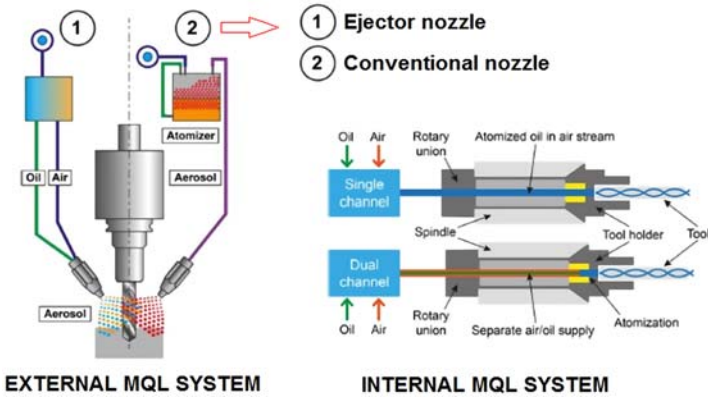 1
2
1 Ejector nozzle
2 Conventional nozzle
Atomizer
Oil
Air
Aerosol
Aerosol
EXTERNAL MQL SYSTEM
Oil Air
Rotary
union
Atomized oil in air stream
Single
channel
Spindle
Tool holder
Tool
Dual
channel
Tool
Oil Air
Rotary
union
Separate air/oil supply
Atomization
INTERNAL MQL SYSTEM